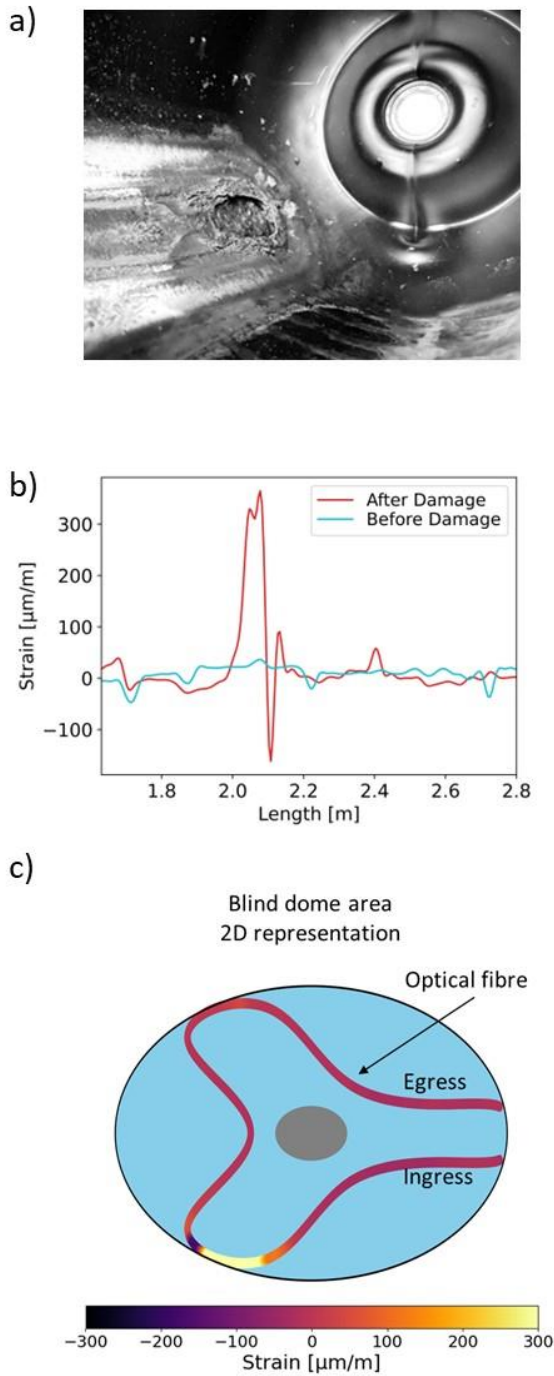 a)
b)
After Damage
Before Damage
300
200
100
0
−100
Strain [µm/m]
1.8
2.0
2.2
2.4
2.6
2.8
Length [m]
c)
Blind dome area
2D representation
Optical fibre
Egress
Ingress
−300
−200
−100
0
100
200
300
Strain [µm/m]